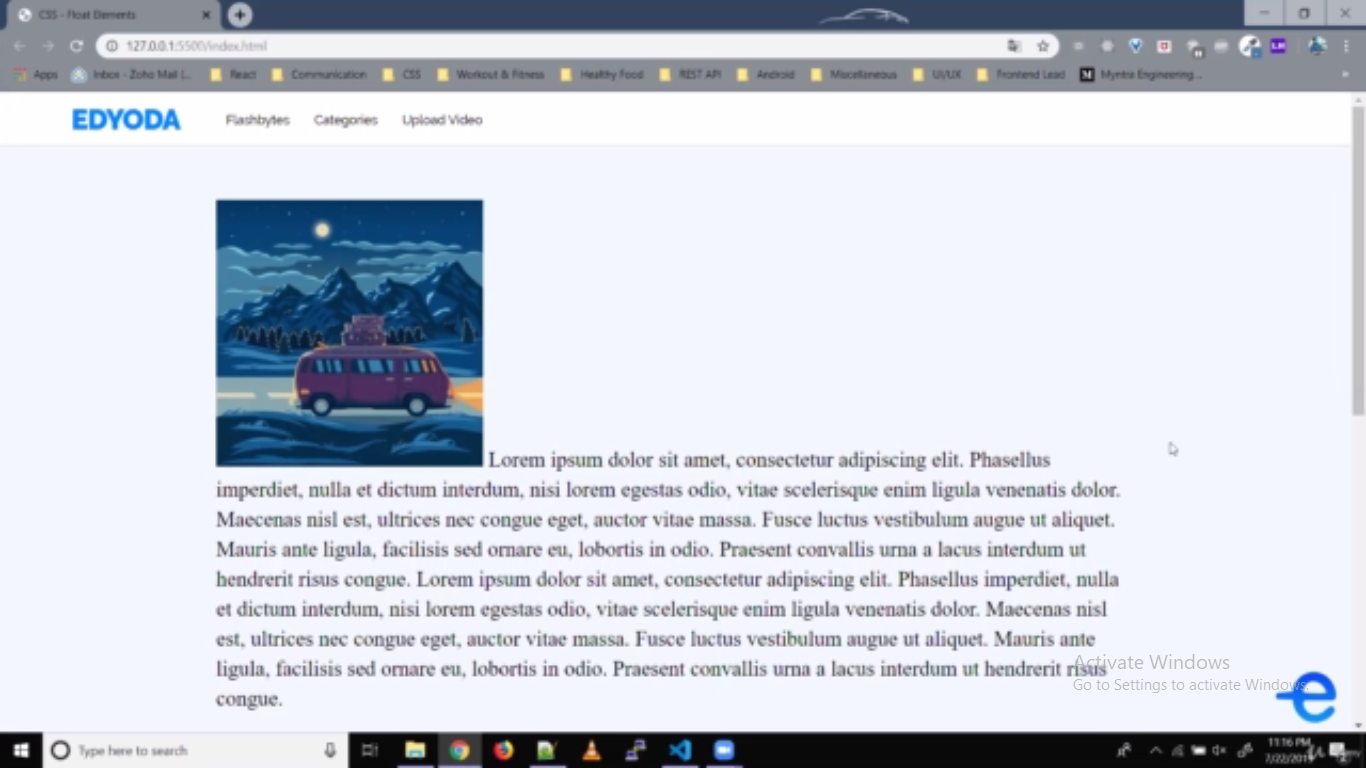 CSS - Float Elements
127.0.0.1:5500/index.html
Apps Inbox - Zoho Mail (... React Communication CSS Workout & Fitness Healthy Food REST API Android Miscellaneous UI/UX Frontend Lead Myntra Engineering...
EDYODA Flashbytes Categories Upload Video
Lorem ipsum dolor sit amet, consectetur adipiscing elit. Phasellus
imperdiet, nulla et dictum interdum, nisi lorem egestas odio, vitae scelerisque enim ligula venenatis dolor.
Maecenas nisl est, ultrices nec congue eget, auctor vitae massa. Fusce luctus vestibulum augue ut aliquet.
Mauris ante ligula, facilisis sed ornare eu, lobortis in odio. Praesent convallis urna a lacus interdum ut
hendrerit risus congue. Lorem ipsum dolor sit amet, consectetur adipiscing elit. Phasellus imperdiet, nulla
et dictum interdum, nisi lorem egestas odio, vitae scelerisque enim ligula venenatis dolor. Maecenas nisl
est, ultrices nec congue eget, auctor vitae massa. Fusce luctus vestibulum augue ut aliquet. Mauris ante
ligula, facilisis sed ornare eu, lobortis in odio. Praesent convallis urna a lacus interdum ut hendrerit risus
congue.
Activate Windows
Go to Settings to activate Windows.
Type here to search
11:16 PM